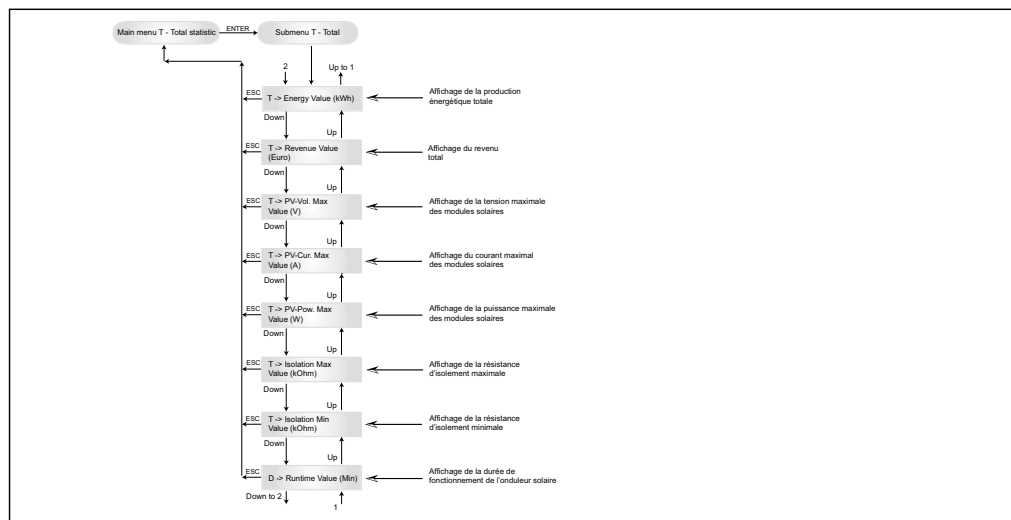 Main menu T - Total statistic
ENTER
Submenu T - Total
2
Up to 1
ESC
T -> Energy Value (kWh)
Affichage de la production
énergétique totale
Down
Up
ESC
T -> Revenue Value
(Euro)
Affichage du revenu
total
Down
Up
ESC
T -> PV-Vol. Max
Value (V)
Affichage de la tension maximale
des modules solaires
Down
Up
ESC
T -> PV-Cur. Max
Value (A)
Affichage du courant maximal
des modules solaires
Down
Up
ESC
T -> PV-Pow. Max
Value (W)
Affichage de la puissance maximale
des modules solaires
Down
Up
ESC
T -> Isolation Max
Value (kOhm)
Affichage de la résistance
d'isolement maximale
Down
Up
ESC
T -> Isolation Min
Value (kOhm)
Affichage de la résistance
d'isolement minimale
Down
Up
ESC
D -> Runtime Value (Min)
Affichage de la durée de
fonctionnement de l'onduleur solaire
Down to 2
1